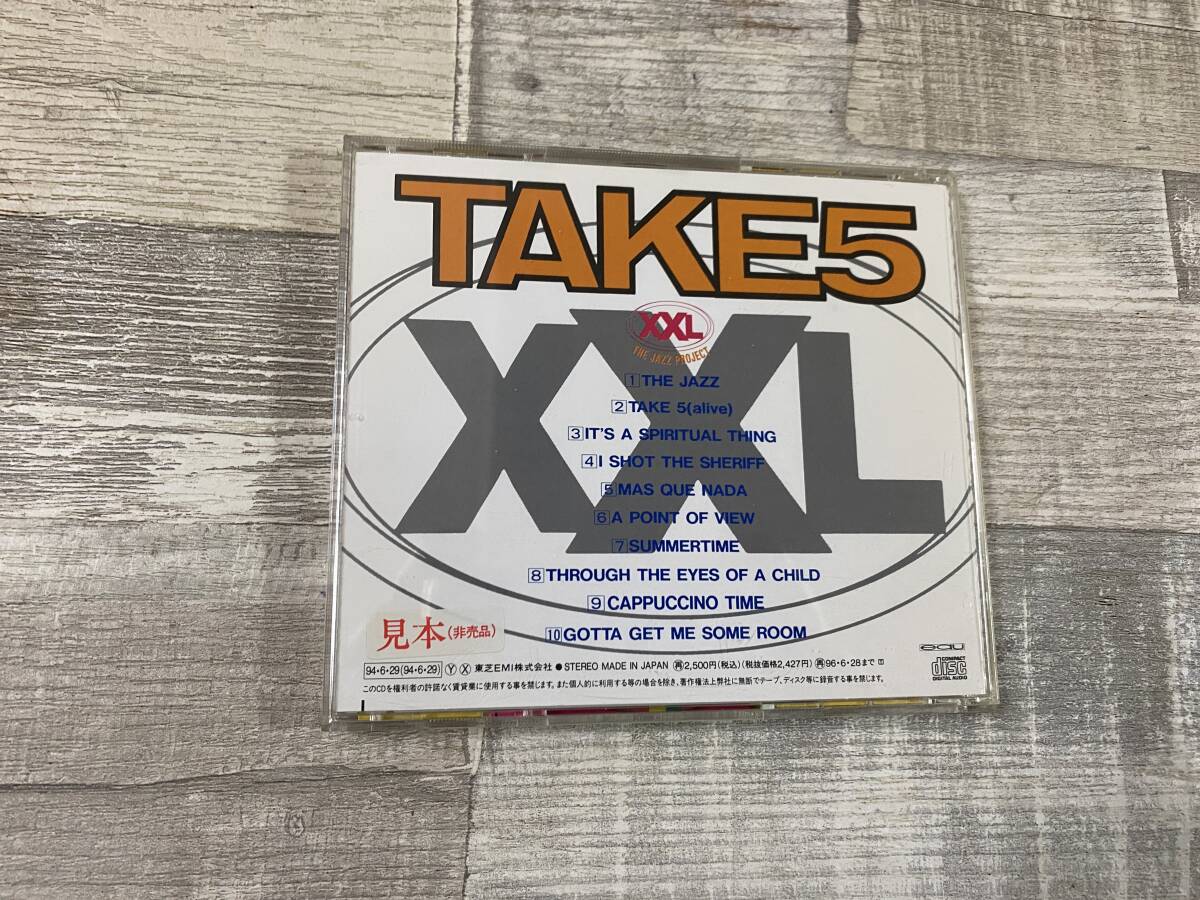 TAKE5
XXL
XXL
THE JAZZ PROJECT
1 THE JAZZ
2 TAKE 5(alive)
3 IT'S A SPIRITUAL THING
4 I SHOT THE SHERIFF
5 MAS QUE NADA
6 A POINT OF VIEW
7 SUMMERTIME
8 THROUGH THE EYES OF A CHILD
9 CAPPUCCINO TIME
10 GOTTA GET ME SOME ROOM
見本(非売品)
eau
COMPACT
disc
DIGITAL AUDIO
94・6・29(94・6・29) Y X 東芝EMI株式会社 ● STEREO MADE IN JAPAN 再2,500円(税込)(税抜価格2,427円) 再96・6・28まで
このCDを権利者の許諾なく賃貸業に使用する事を禁じます。また個人的に利用する等の場合を除き、著作権法上弊社に無断でテープ、ディスク等に録音する事も禁じます。